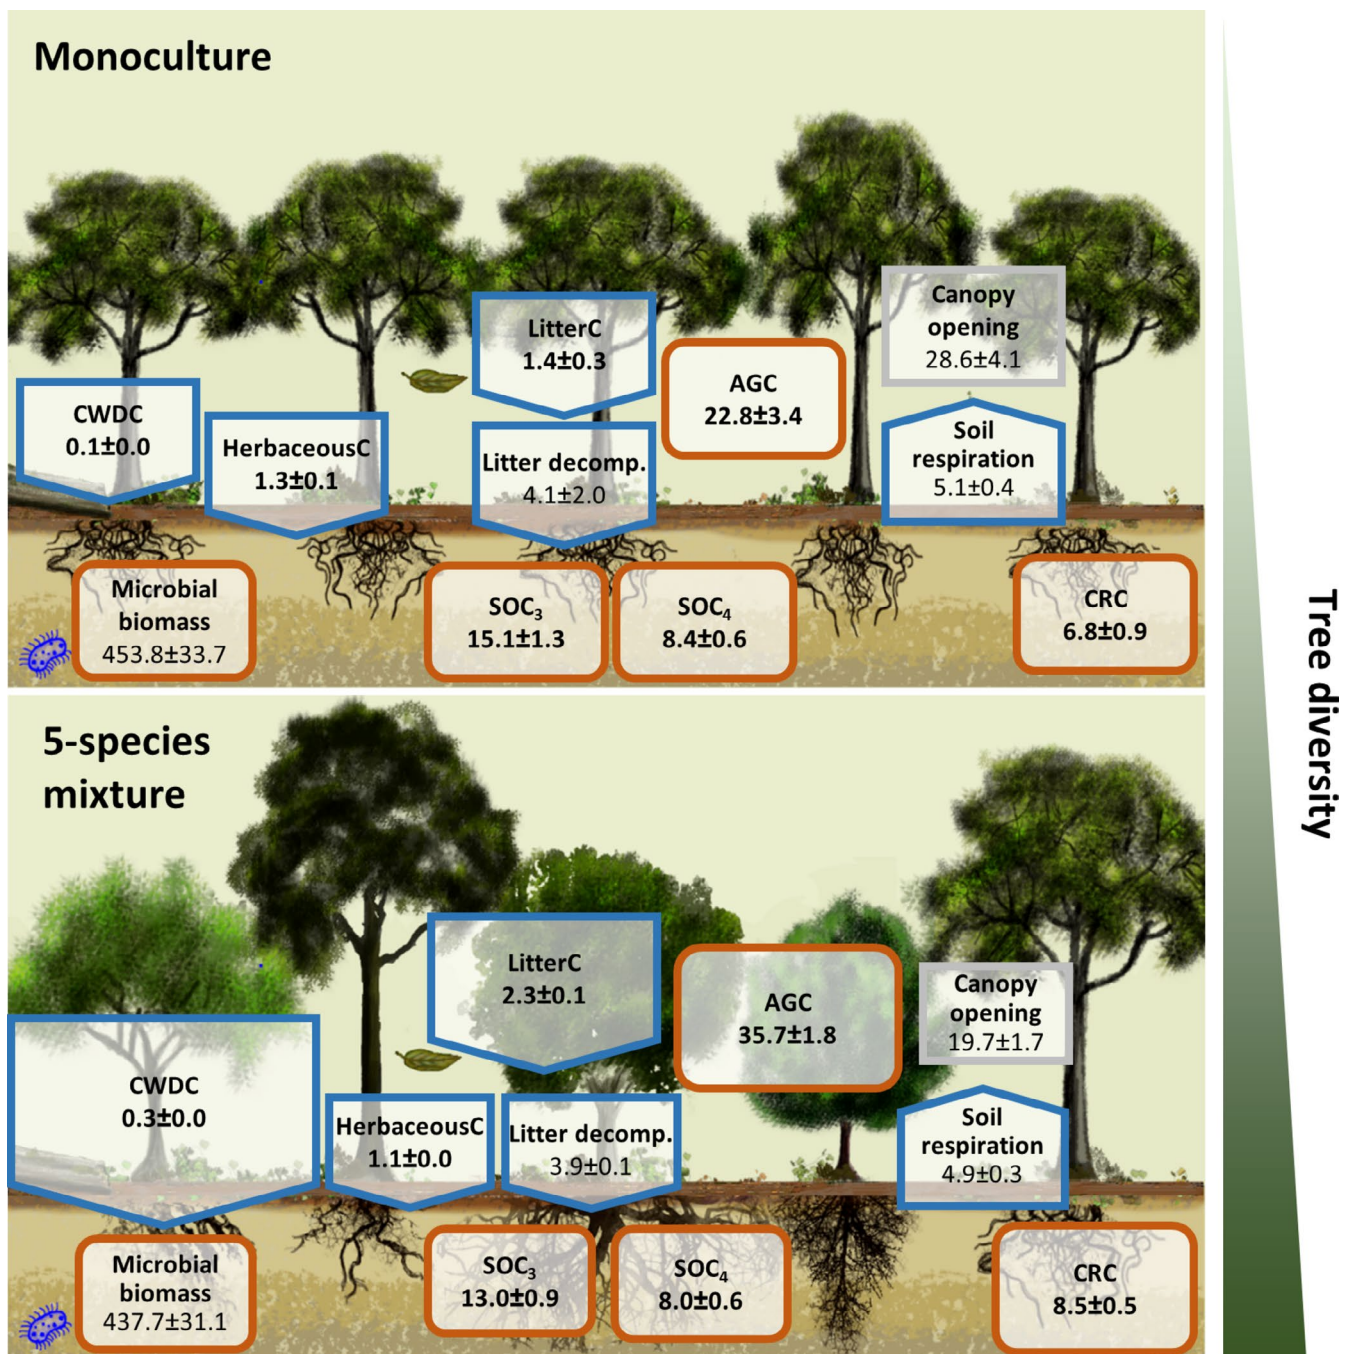 Monoculture
LitterC
1.4±0.3
Canopy
opening
28.6±4.1
AGC
22.8±3.4
CWDC
0.1±0.0
HerbaceousC
1.3±0.1
Litter decomp.
4.1±2.0
Soil
respiration
5.1±0.4
Microbial
biomass
453.8±33.7
SOC₃
15.1±1.3
SOC₄
8.4±0.6
CRC
6.8±0.9
Tree diversity
5-species
mixture
LitterC
2.3±0.1
AGC
35.7±1.8
Canopy
opening
19.7±1.7
CWDC
0.3±0.0
HerbaceousC
1.1±0.0
Litter decomp.
3.9±0.1
Soil
respiration
4.9±0.3
Microbial
biomass
437.7±31.1
SOC₃
13.0±0.9
SOC₄
8.0±0.6
CRC
8.5±0.5